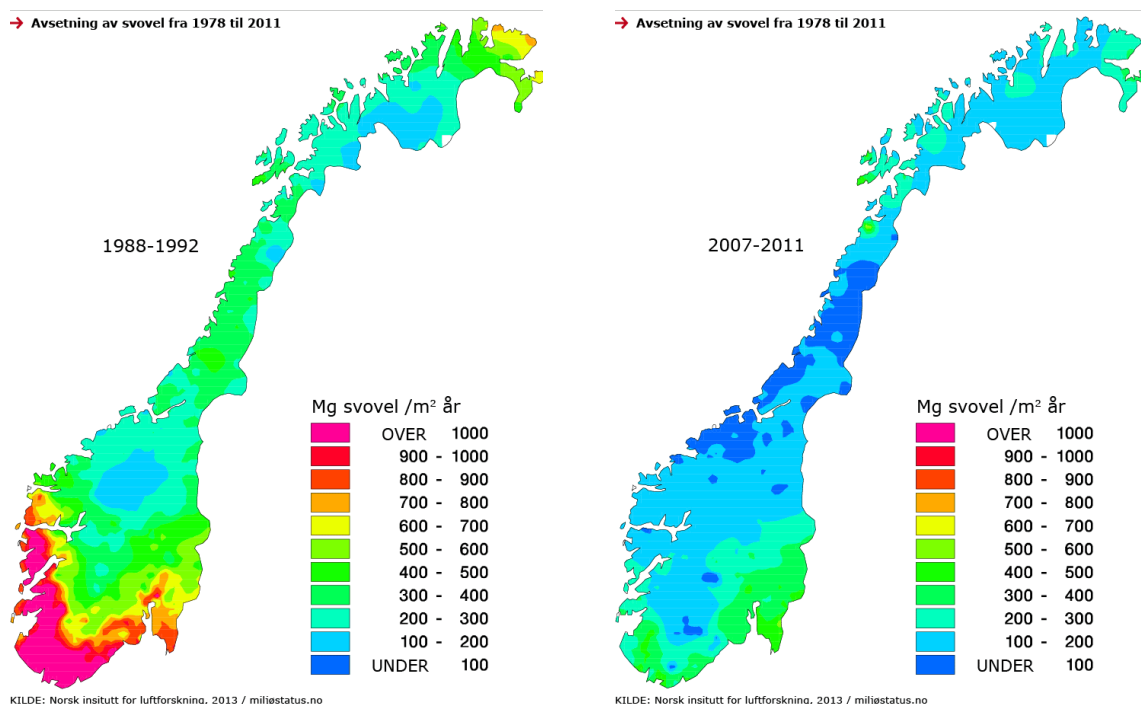 → Avsetning av svovel fra 1978 til 2011
1988-1992
Mg svovel /m² år
OVER 1000
900 - 1000
800 - 900
700 - 800
600 - 700
500 - 600
400 - 500
300 - 400
200 - 300
100 - 200
UNDER 100
KILDE: Norsk insitutt for luftforskning, 2013 / miljøstatus.no
→ Avsetning av svovel fra 1978 til 2011
2007-2011
Mg svovel /m² år
OVER 1000
900 - 1000
800 - 900
700 - 800
600 - 700
500 - 600
400 - 500
300 - 400
200 - 300
100 - 200
UNDER 100
KILDE: Norsk insitutt for luftforskning, 2013 / miljøstatus.no